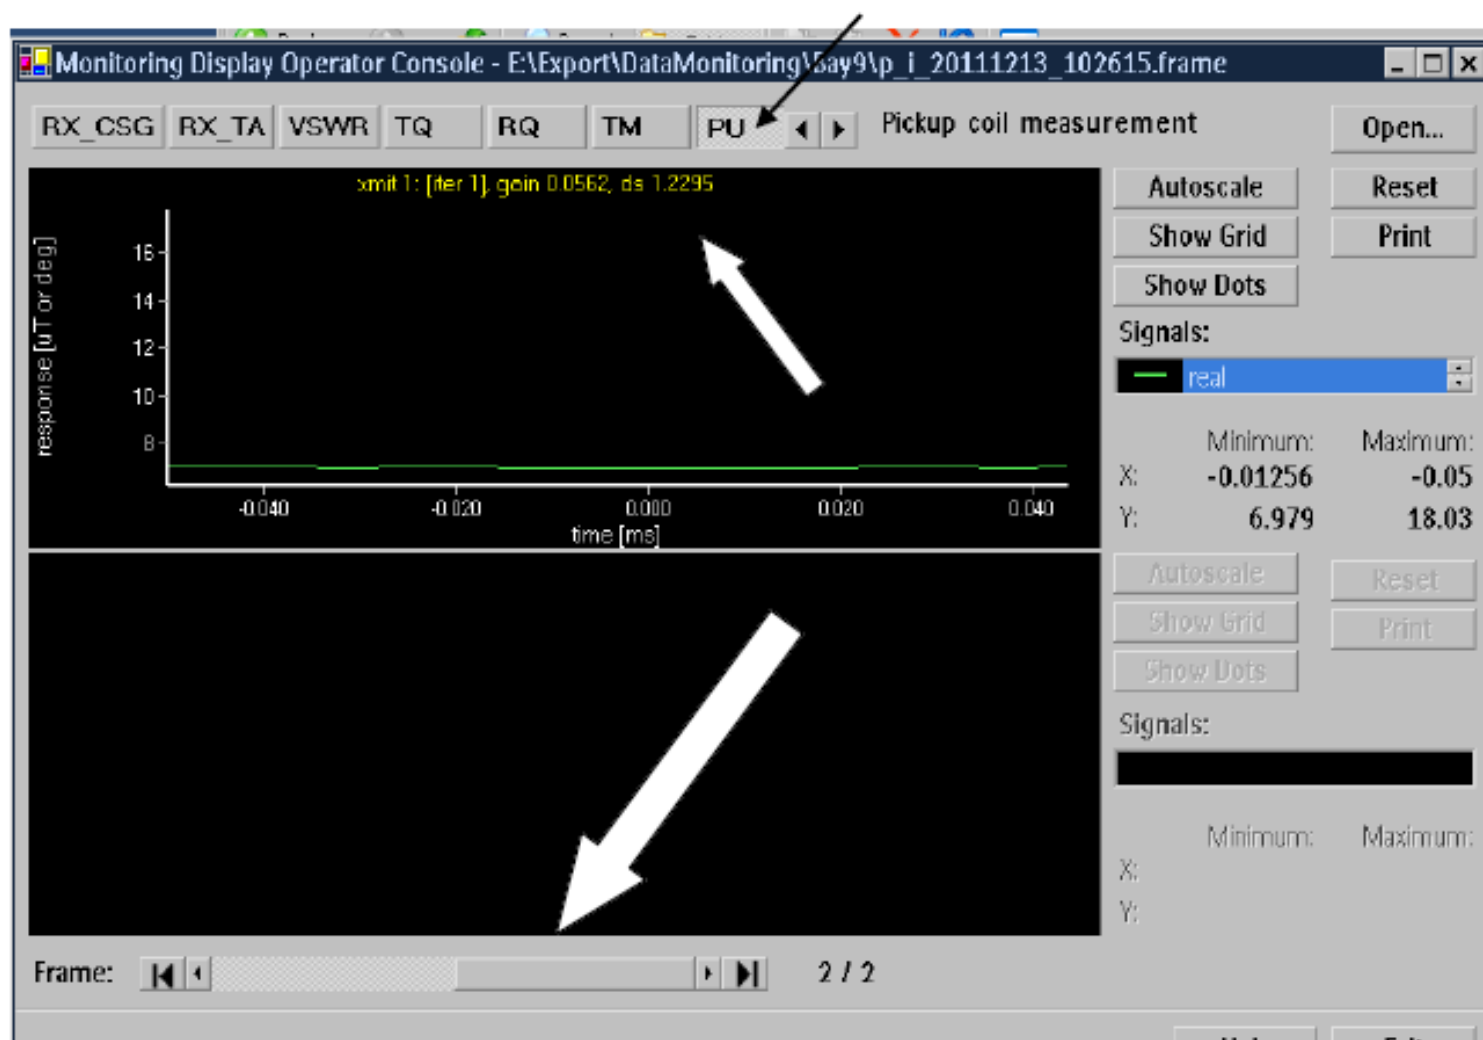 Monitoring Display Operator Console - E:\Export\DataMonitoring\Bay9\p_i_20111213_102615.frame
RX_CSG RX_TA VSWR TQ RQ TM PU Pickup coil measurement Open...
xmit 1: [iter 1], gain 0.0562, ds 1.2295
response [uT or deg]
16
14
12
10
8
-0.040 -0.020 0.000 0.020 0.040
time [ms]
Autoscale Reset
Show Grid Print
Show Dots
Signals:
real
Minimum: Maximum:
X: -0.01256 -0.05
Y: 6.979 18.03
Autoscale Reset
Show Grid Print
Show Dots
Signals:
Minimum: Maximum:
X:
Y:
Frame: 2 / 2